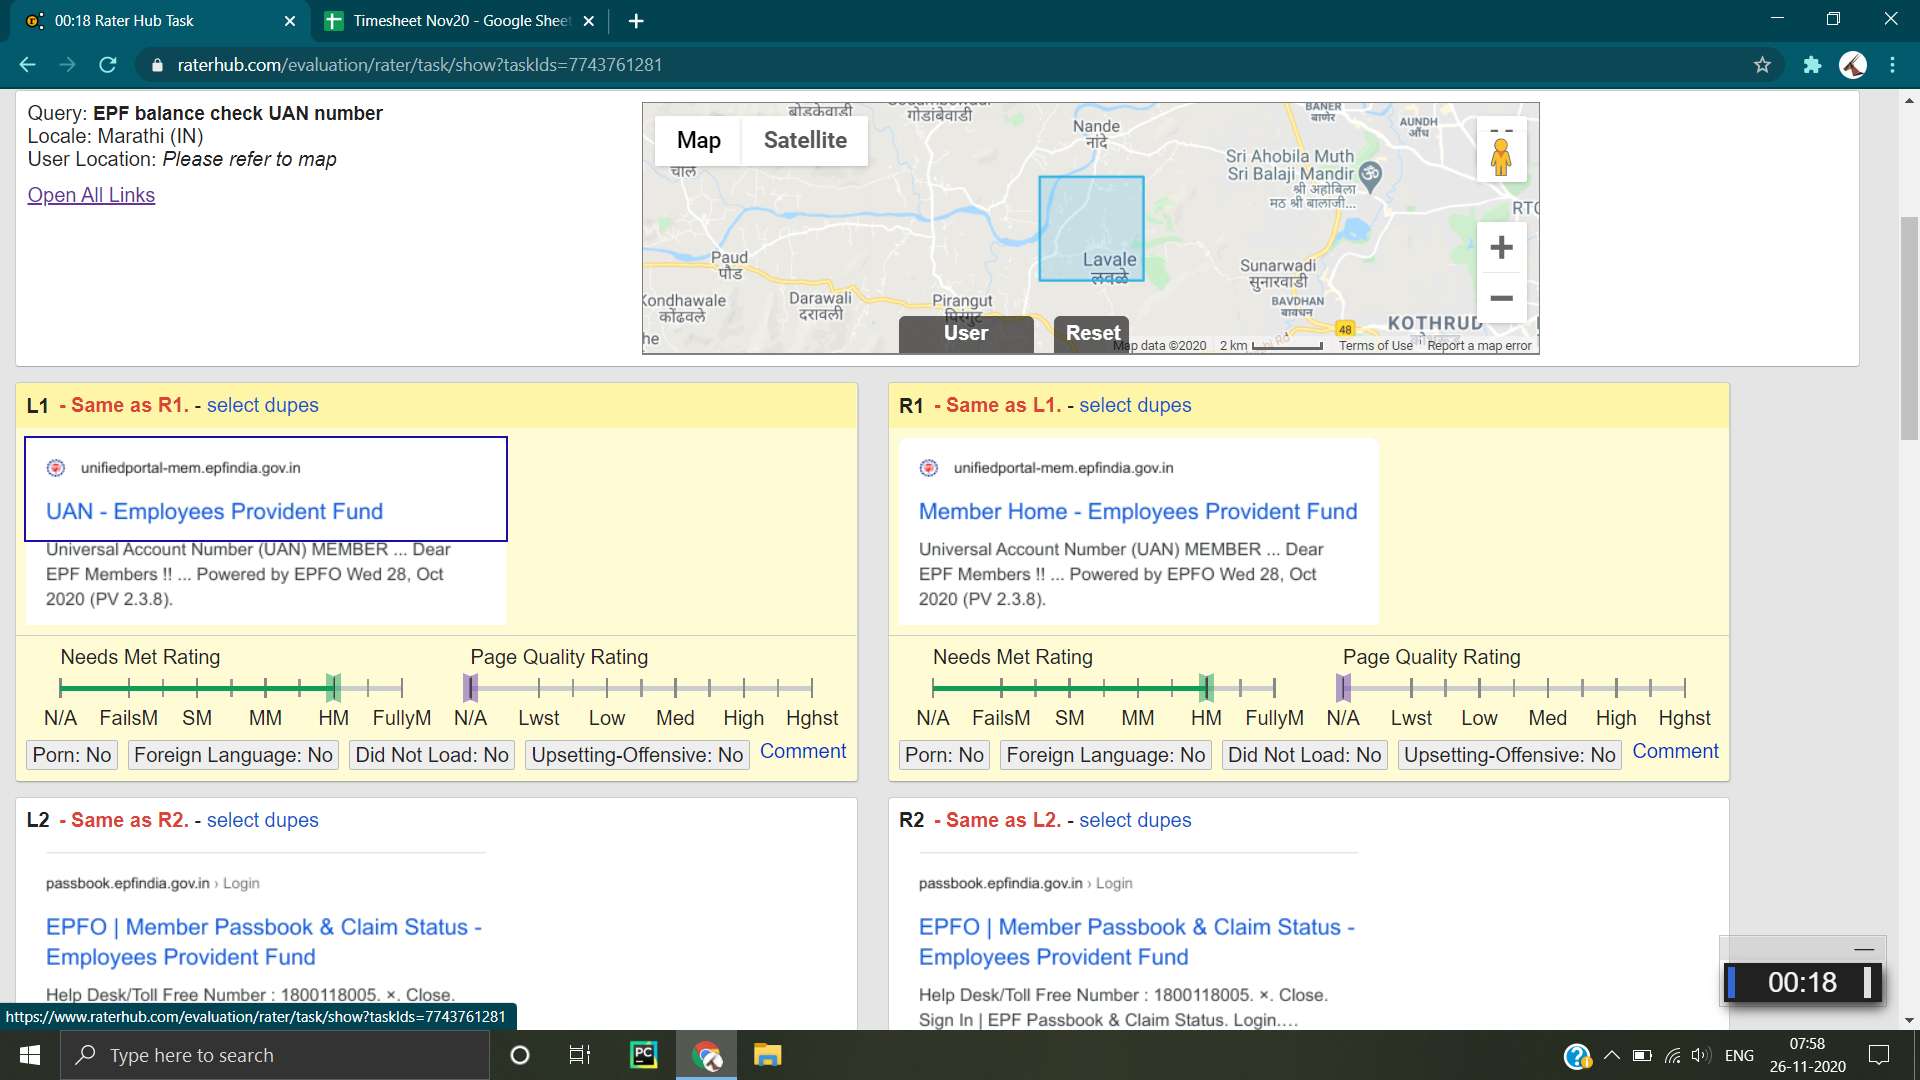 00:18 Rater Hub Task
Timesheet Nov20 - Google Sheet
raterhub.com/evaluation/rater/task/show?taskIds=7743761281
Query: EPF balance check UAN number
Locale: Marathi (IN)
User Location: Please refer to map
Open All Links
Map Satellite
बोडकेवाडी
गोडांबेवाडी
Nande
नांदे
BANER
बाणेर
AUNDH
औंध
चाले
Sri Ahobila Muth
Sri Balaji Mandir
श्री अहोबिला
मठ श्री बालाजी...
RTO
Paud
पौड
Lavale
लवळे
Sunarwadi
सुनारवाडी
Kondhawale
कोंढवले
Darawali
दरावली
Pirangut
पिरंगुट
BAVDHAN
बावधन
48
KOTHRUD
he
User
Reset
Map data ©2020
2 km
Terms of Use
Report a map error
L1 - Same as R1. - select dupes
unifiedportal-mem.epfindia.gov.in
UAN - Employees Provident Fund
Universal Account Number (UAN) MEMBER ... Dear
EPF Members !! ... Powered by EPFO Wed 28, Oct
2020 (PV 2.3.8).
Needs Met Rating
Page Quality Rating
N/A FailsM SM MM HM FullyM
N/A Lwst Low Med High Hghst
Porn: No Foreign Language: No Did Not Load: No Upsetting-Offensive: No Comment
R1 - Same as L1. - select dupes
unifiedportal-mem.epfindia.gov.in
Member Home - Employees Provident Fund
Universal Account Number (UAN) MEMBER ... Dear
EPF Members !! ... Powered by EPFO Wed 28, Oct
2020 (PV 2.3.8).
Needs Met Rating
Page Quality Rating
N/A FailsM SM MM HM FullyM
N/A Lwst Low Med High Hghst
Porn: No Foreign Language: No Did Not Load: No Upsetting-Offensive: No Comment
L2 - Same as R2. - select dupes
passbook.epfindia.gov.in › Login
EPFO | Member Passbook & Claim Status -
Employees Provident Fund
Help Desk/Toll Free Number : 1800118005. ×. Close.
R2 - Same as L2. - select dupes
passbook.epfindia.gov.in › Login
EPFO | Member Passbook & Claim Status -
Employees Provident Fund
Help Desk/Toll Free Number : 1800118005. ×. Close.
Sign In | EPF Passbook & Claim Status. Login....
00:18
https://www.raterhub.com/evaluation/rater/task/show?taskIds=7743761281
Type here to search
PC
ENG
07:58
26-11-2020